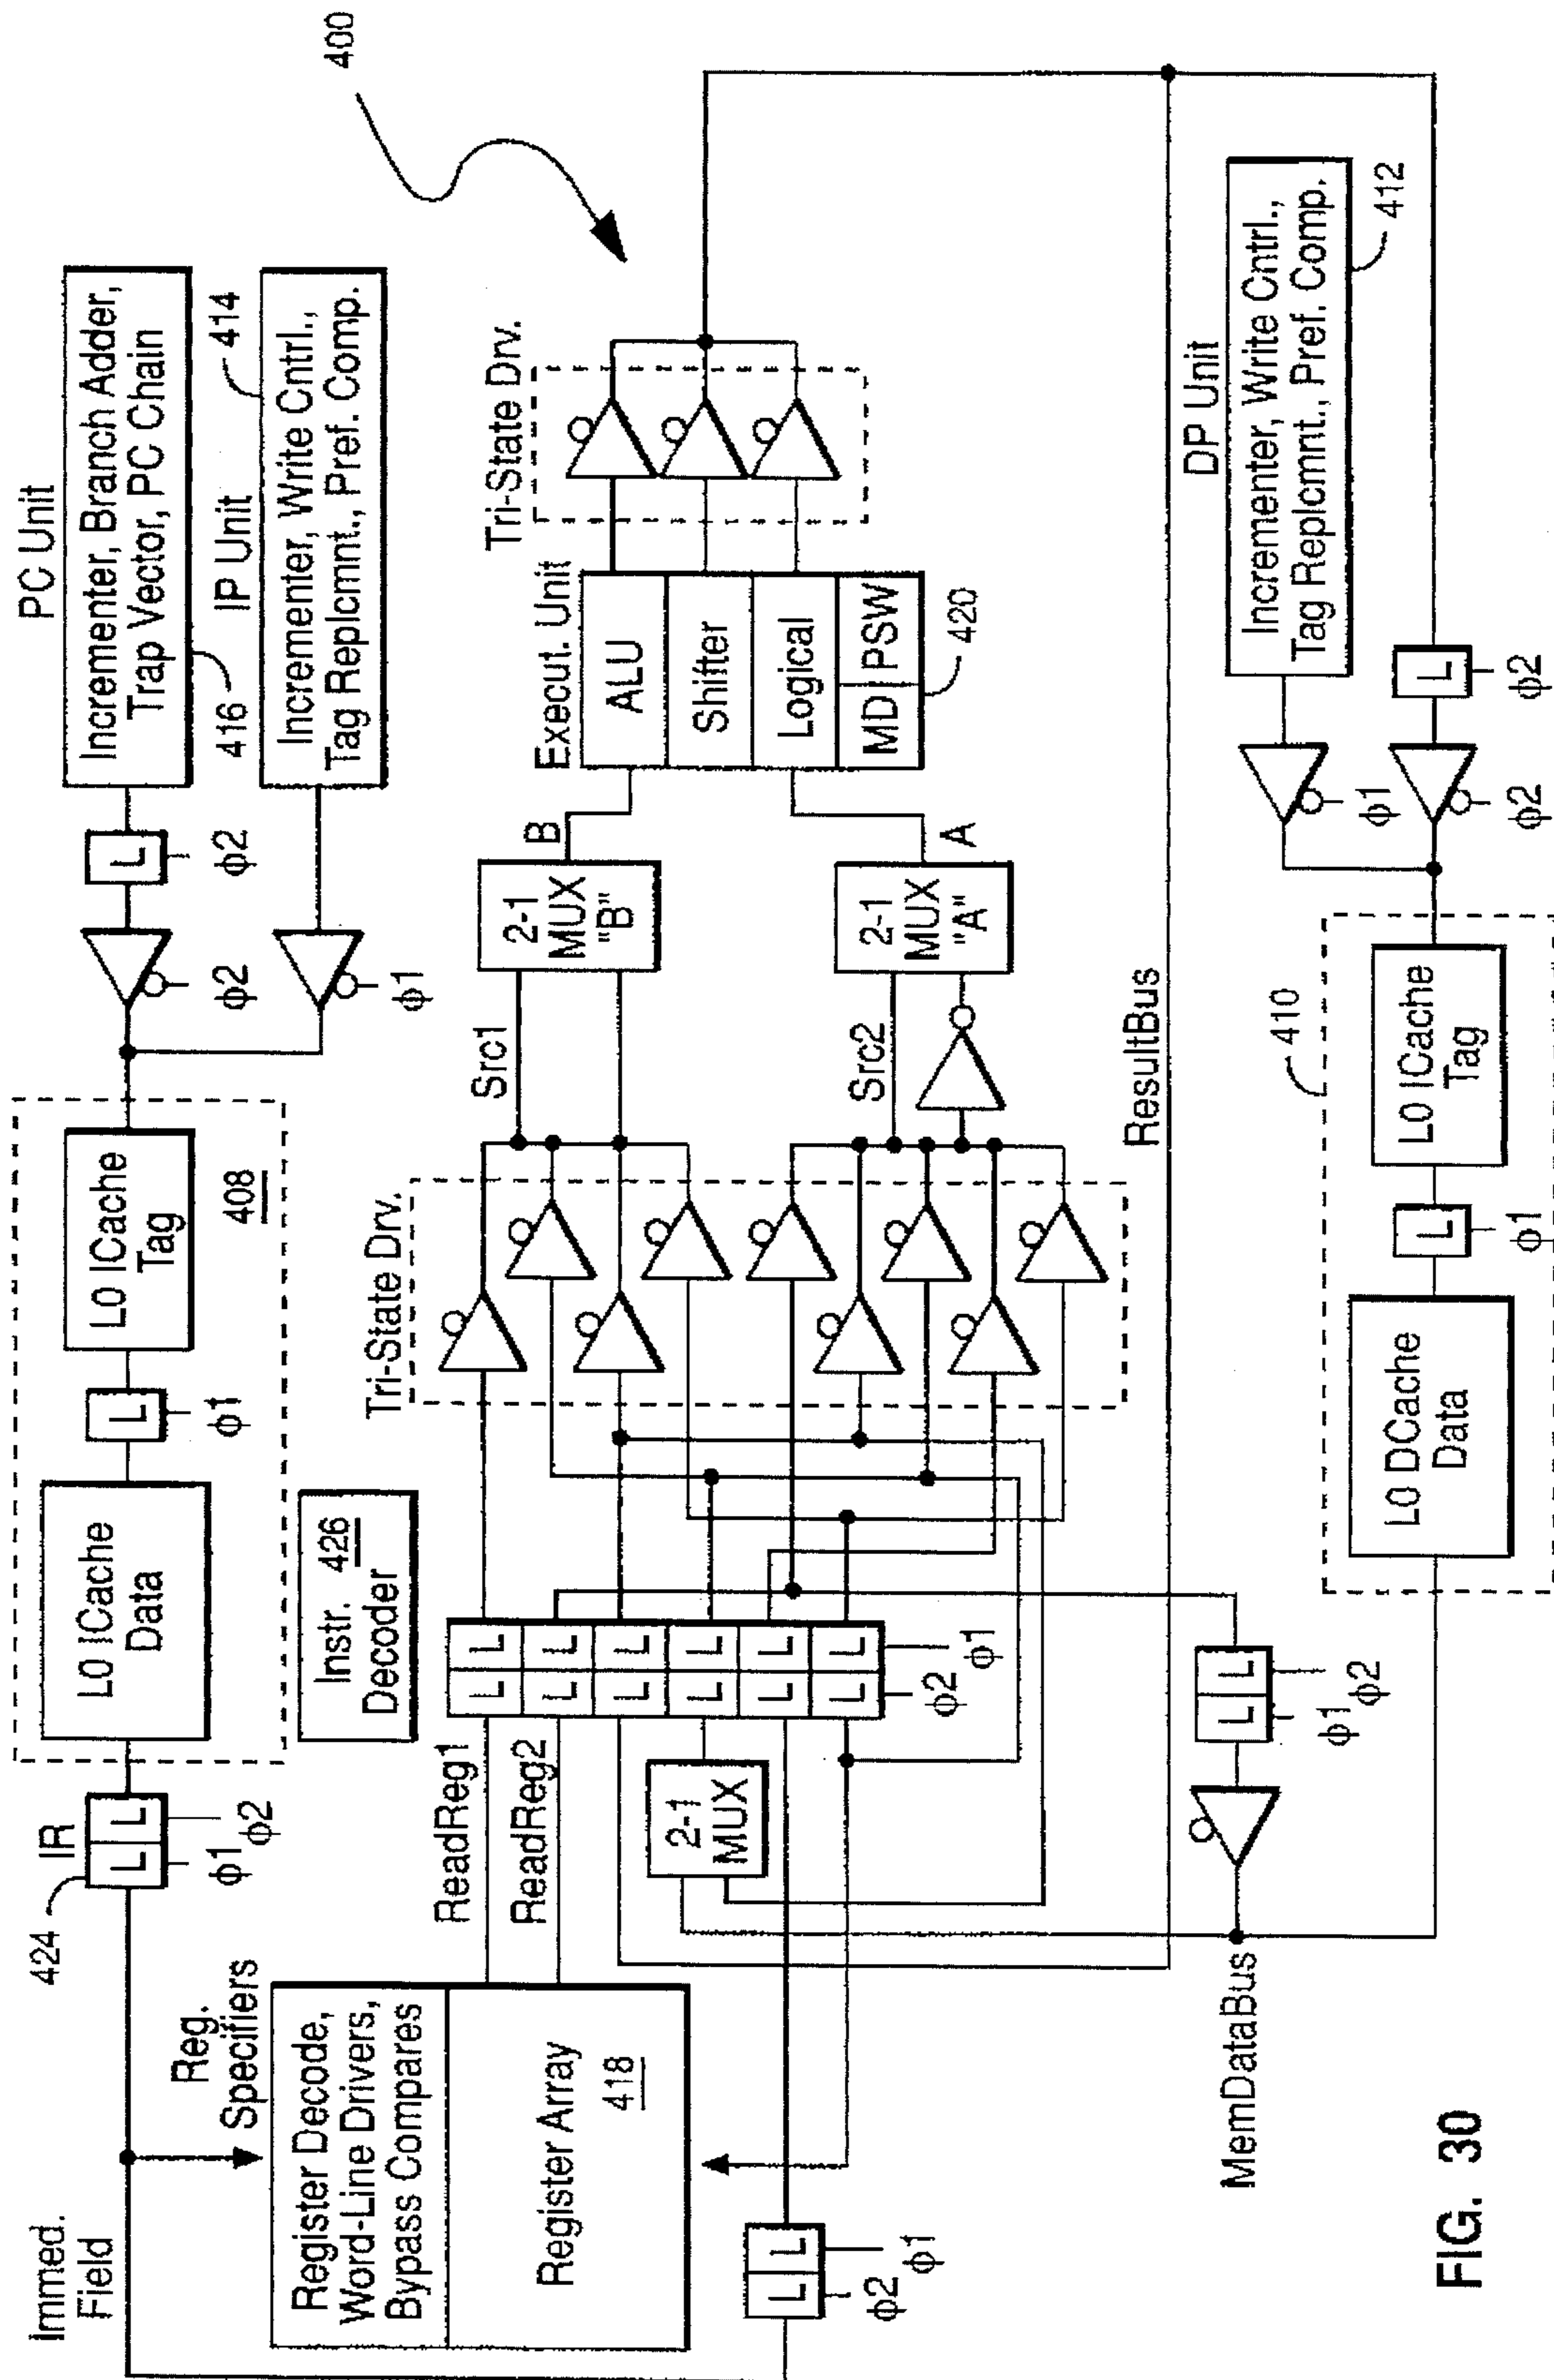 400
PC Unit
Incrementer, Branch Adder,
Trap Vector, PC Chain
416
IP Unit
414
Incrementer, Write Cntrl.,
Tag Replcmnt., Pref. Comp.
L
ϕ2
ϕ2
ϕ1
408
L0 ICache
Tag
L
ϕ1
L0 ICache
Data
IR
424
L
L
ϕ1
ϕ2
Immed.
Field
Reg.
Specifiers
Instr. 426
Decoder
Register Decode,
Word-Line Drivers,
Bypass Compares
Register Array
418
ReadReg1
ReadReg2
2-1
MUX
L
L
L
L
L
L
L
L
L
L
L
L
ϕ2
ϕ1
L
L
ϕ2
ϕ1
Tri-State Drv.
Src1
Src2
2-1
MUX
"B"
B
2-1
MUX
"A"
A
Execut. Unit
ALU
Shifter
Logical
MD
PSW
420
Tri-State Drv.
ResultBus
MemDataBus
L
L
ϕ1
ϕ2
DP Unit
Incrementer, Write Cntrl.,
Tag Replcmnt., Pref. Comp.
412
ϕ1
L
ϕ2
ϕ2
410
L0 ICache
Tag
L
ϕ1
L0 DCache
Data
FIG. 30